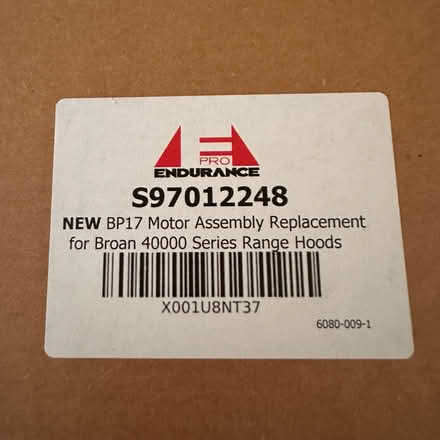 PRO
ENDURANCE
S97012248
NEW BP17 Motor Assembly Replacement
for Broan 40000 Series Range Hoods
X001U8NT37
6080-009-1